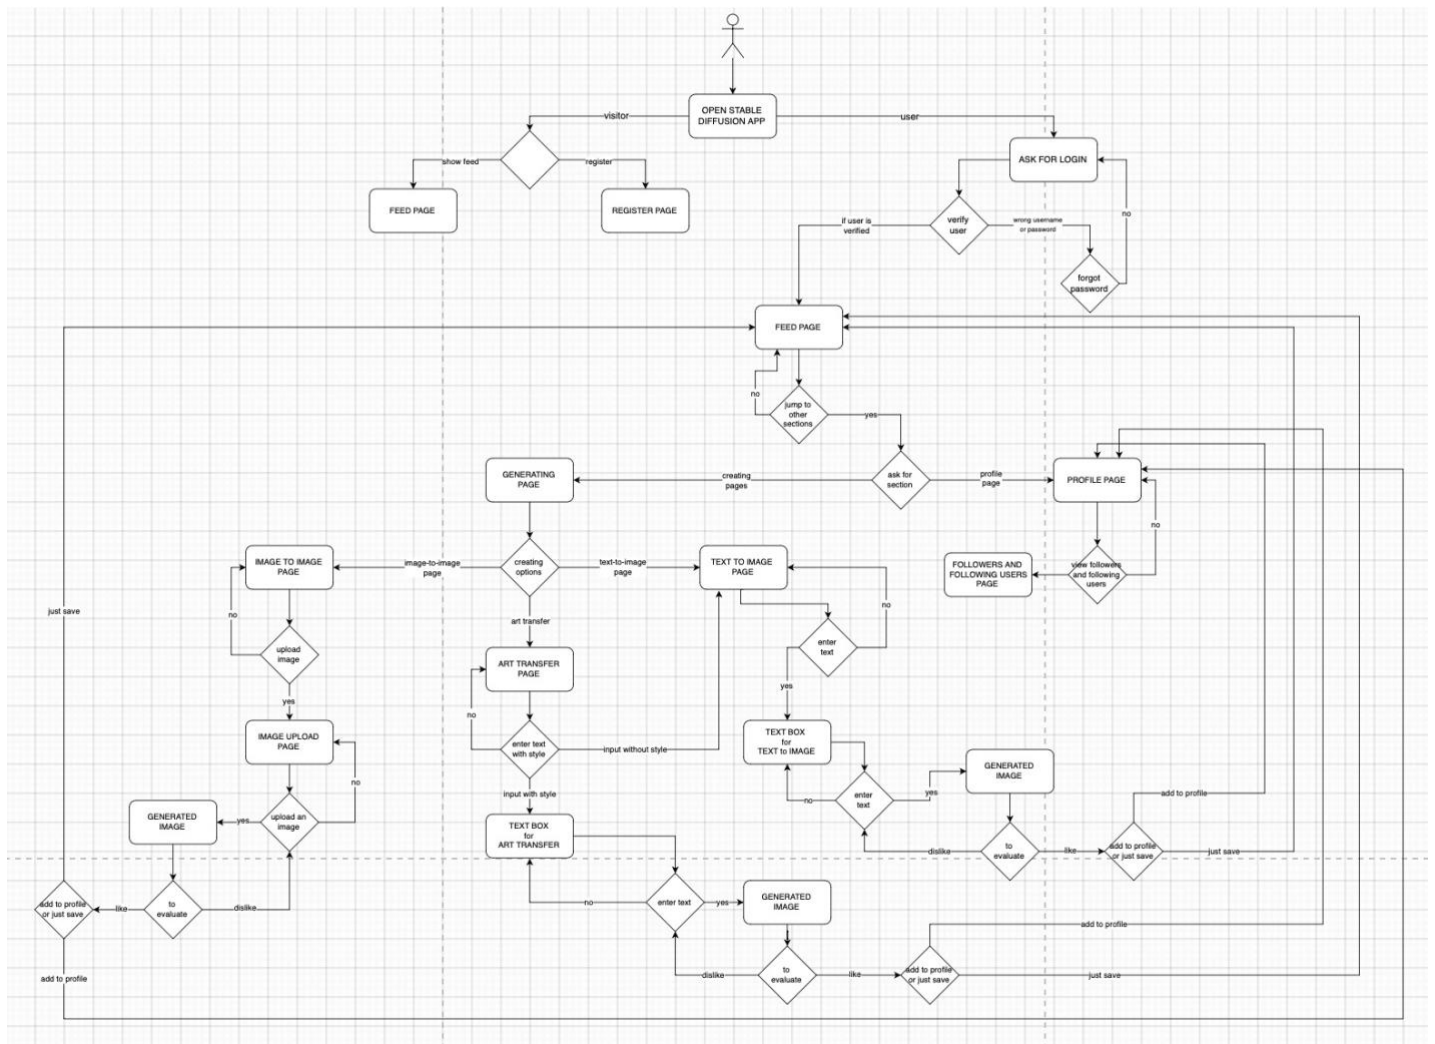 OPEN STABLE
DIFFUSION APP
visitor
user
ASK FOR LOGIN
show feed
register
no
FEED PAGE
REGISTER PAGE
if user is
verified
verify
user
wrong username
or password
forgot
password
FEED PAGE
no
jump to
other
sections
yes
GENERATING
PAGE
creating
pages
ask for
section
profile
page
PROFILE PAGE
no
IMAGE TO IMAGE
PAGE
image-to-image
page
creating
options
text-to-image
page
TEXT TO IMAGE
PAGE
FOLLOWERS AND
FOLLOWING USERS
PAGE
view followers
and following
users
just save
no
art transfer
no
upload
image
ART TRANSFER
PAGE
enter
text
yes
yes
no
IMAGE UPLOAD
PAGE
enter text
with style
input without style
TEXT BOX
for
TEXT to IMAGE
GENERATED
IMAGE
no
input with style
no
enter
text
yes
add to profile
GENERATED
IMAGE
yes
upload an
image
TEXT BOX
for
ART TRANSFER
dislike
to
evaluate
like
add to profile
or just save
just save
add to profile
or just save
like
to
evaluate
dislike
no
enter text
yes
GENERATED
IMAGE
add to profile
add to profile
dislike
to
evaluate
like
add to profile
or just save
just save